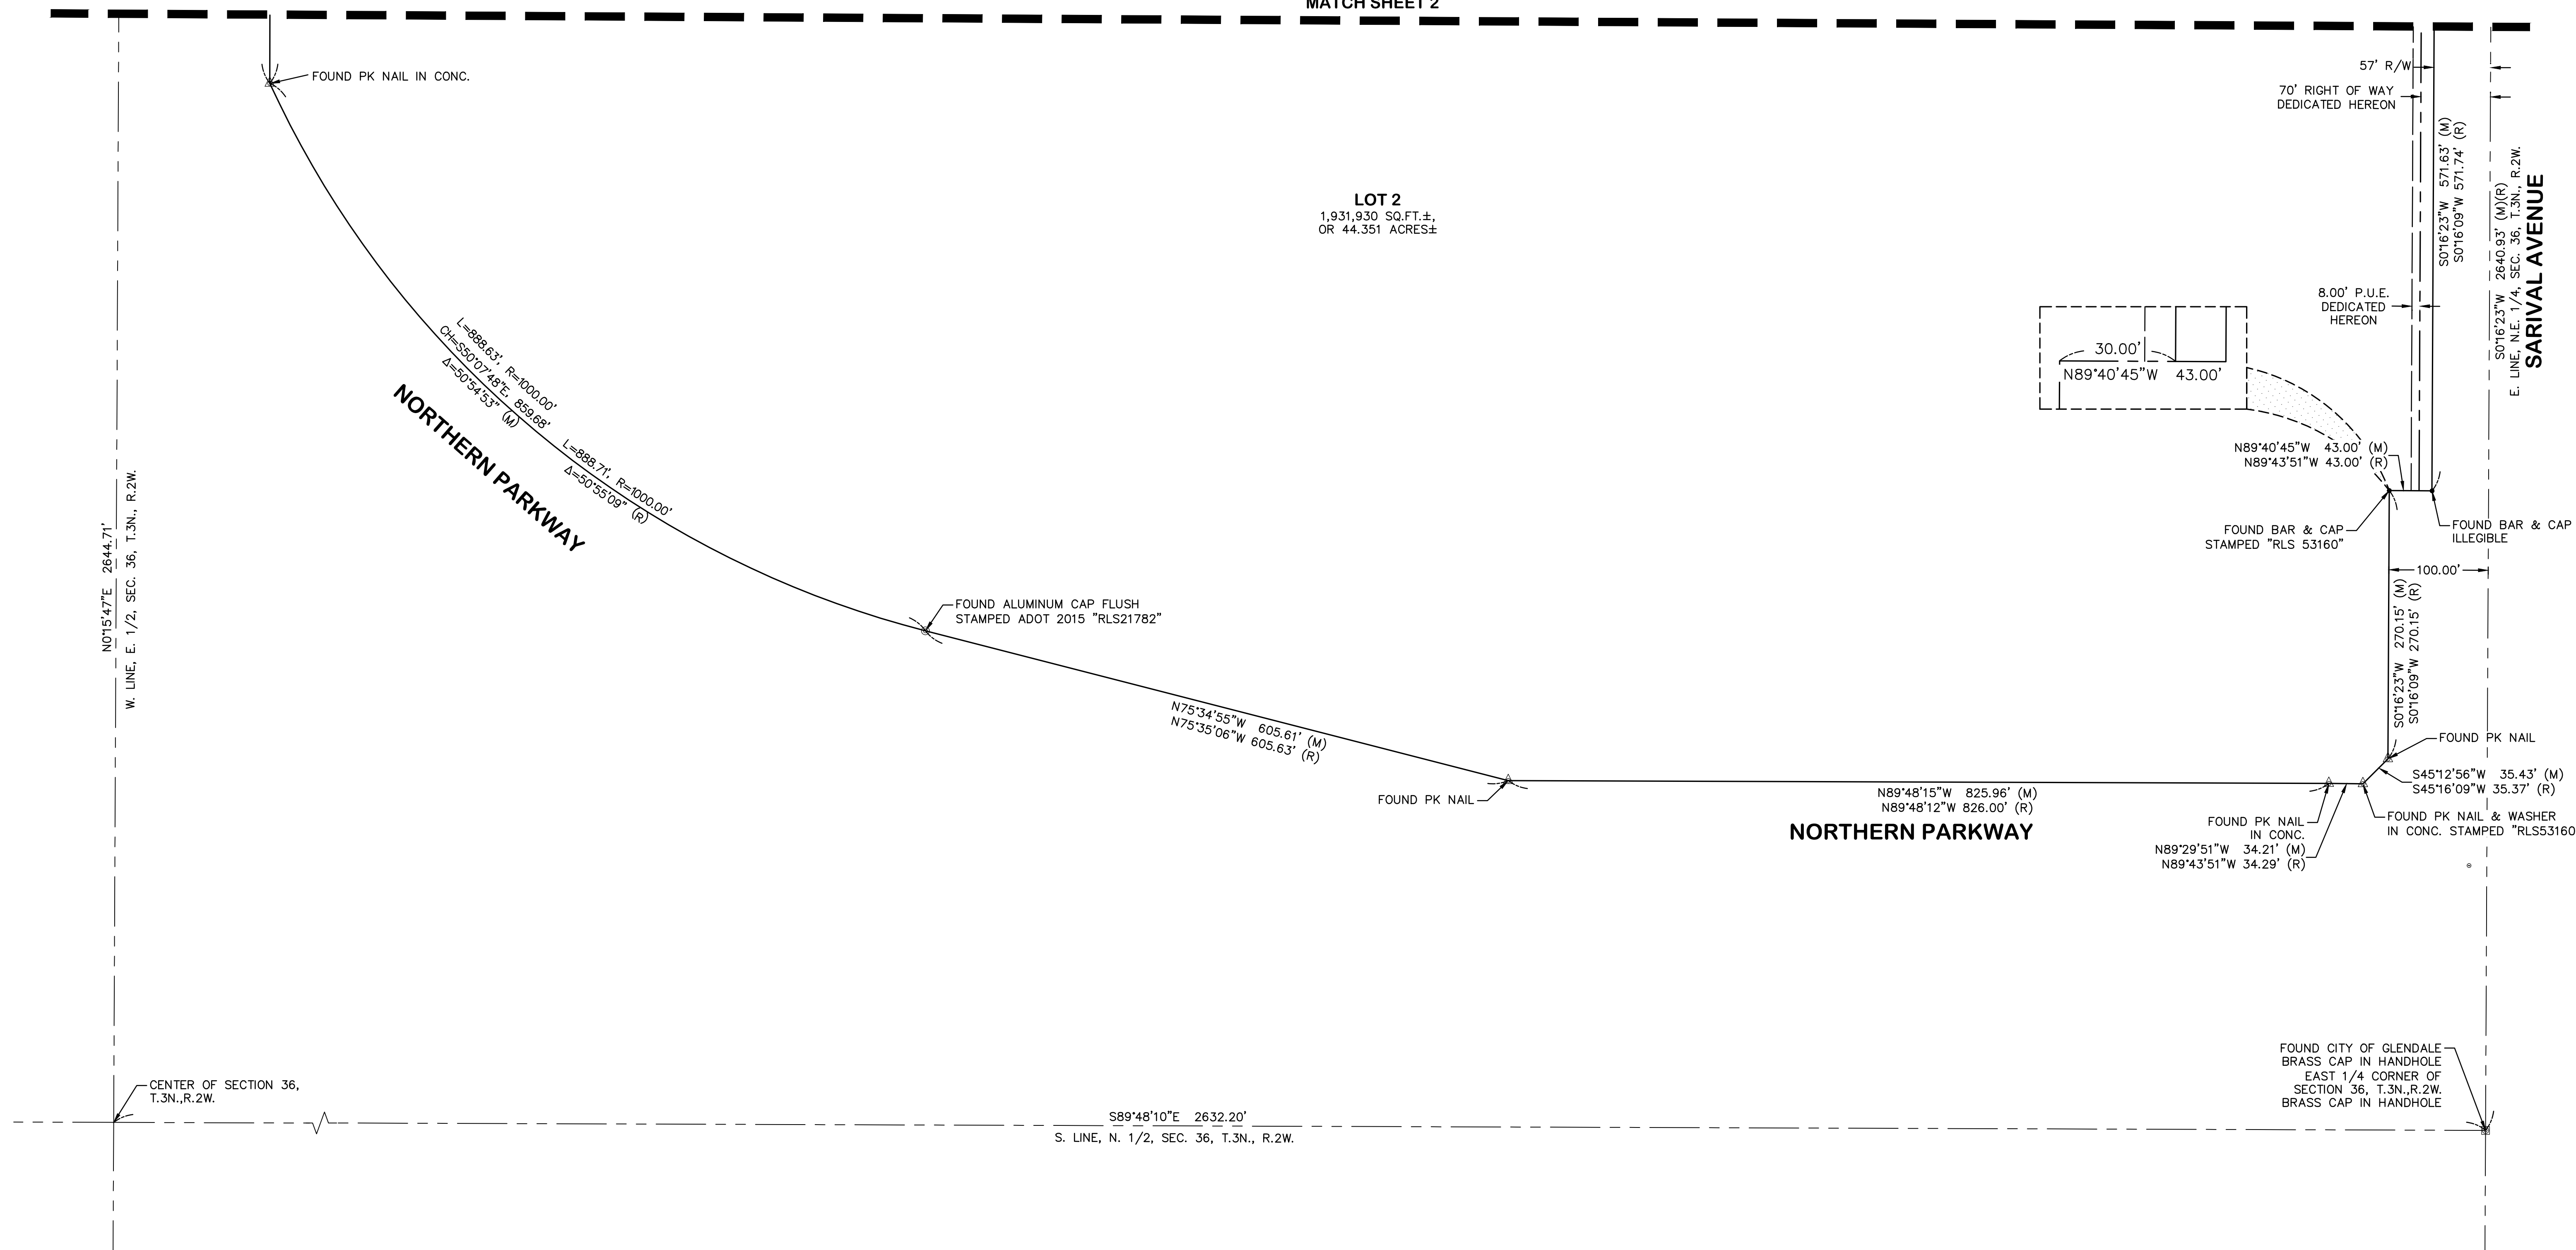 MATCH SHEET 2
FOUND PK NAIL IN CONC.
57' R/W
70' RIGHT OF WAY
DEDICATED HEREON
S0°16'23"W 571.63' (M)
S0°16'09"W 571.74' (R)
S0°16'23"W 2640.93' (M)(R)
E. LINE, N.E. 1/4, SEC. 36, T.3N., R.2W.
SARIVAL AVENUE
LOT 2
1,931,930 SQ.FT.±,
OR 44.351 ACRES±
8.00' P.U.E.
DEDICATED
HEREON
30.00'
N89°40'45"W 43.00'
L=888.63', R=1000.00'
CH=S50°07'48"E, 859.68'
Δ=50°54'53" (M)
L=888.71', R=1000.00'
Δ=50°55'09" (R)
NORTHERN PARKWAY
N89°40'45"W 43.00' (M)
N89°43'51"W 43.00' (R)
FOUND BAR & CAP
STAMPED "RLS 53160"
FOUND BAR & CAP
ILLEGIBLE
N0°15'47"E 2644.71'
W. LINE, E. 1/2, SEC. 36, T.3N., R.2W.
100.00'
FOUND ALUMINUM CAP FLUSH
STAMPED ADOT 2015 "RLS21782"
S0°16'23"W 270.15' (M)
S0°16'09"W 270.15' (R)
N75°34'55"W 605.61' (M)
N75°35'06"W 605.63' (R)
FOUND PK NAIL
FOUND PK NAIL
S45°12'56"W 35.43' (M)
S45°16'09"W 35.37' (R)
N89°48'15"W 825.96' (M)
N89°48'12"W 826.00' (R)
NORTHERN PARKWAY
FOUND PK NAIL
IN CONC.
N89°29'51"W 34.21' (M)
N89°43'51"W 34.29' (R)
FOUND PK NAIL & WASHER
IN CONC. STAMPED "RLS53160
CENTER OF SECTION 36,
T.3N.,R.2W.
FOUND CITY OF GLENDALE
BRASS CAP IN HANDHOLE
EAST 1/4 CORNER OF
SECTION 36, T.3N.,R.2W.
BRASS CAP IN HANDHOLE
S89°48'10"E 2632.20'
S. LINE, N. 1/2, SEC. 36, T.3N., R.2W.